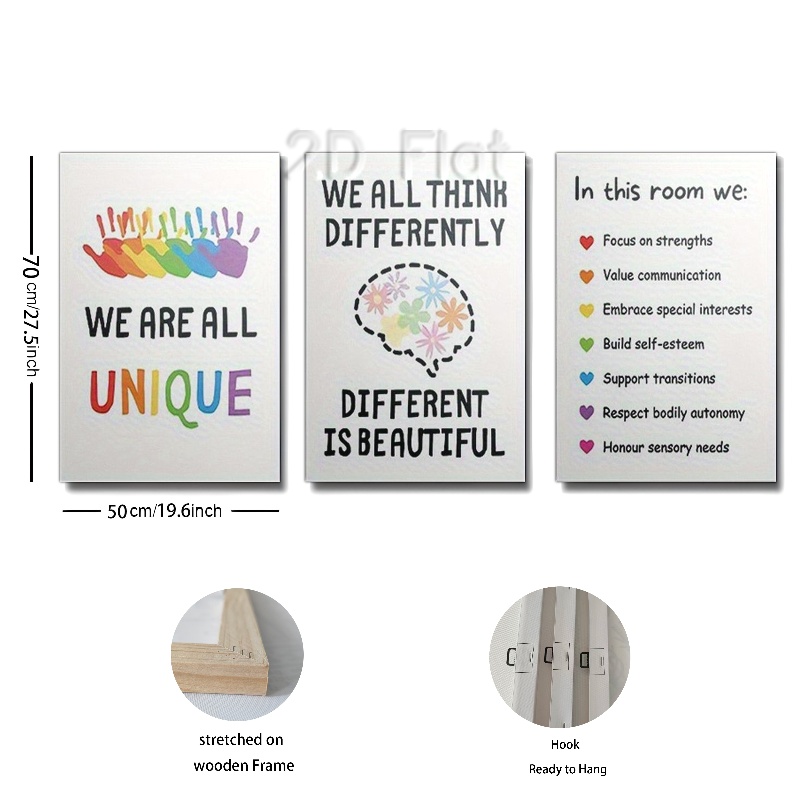 2D Flat
WE ARE ALL
UNIQUE
WE ALL THINK
DIFFERENTLY
DIFFERENT
IS BEAUTIFUL
In this room we:
Focus on strengths
Value communication
Embrace special interests
Build self-esteem
Support transitions
Respect bodily autonomy
Honour sensory needs
70cm/27.5inch
50cm/19.6inch
stretched on
wooden Frame
Hook
Ready to Hang